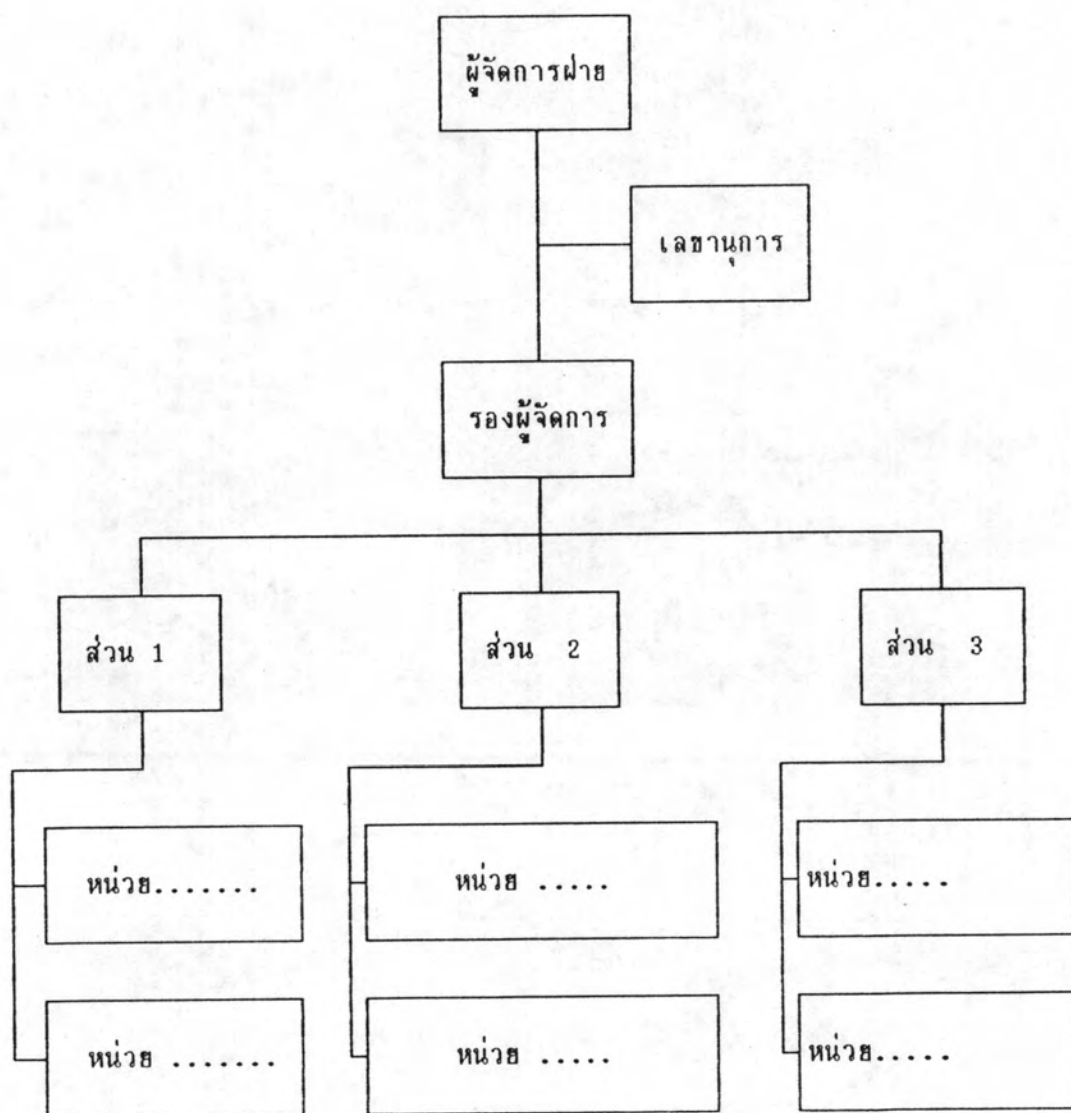 ผู้จัดการฝ่าย
เลขานุการ
รองผู้จัดการ
ส่วน 1
ส่วน 2
ส่วน 3
หน่วย.......
หน่วย .....
หน่วย.....
หน่วย .......
หน่วย .....
หน่วย.....